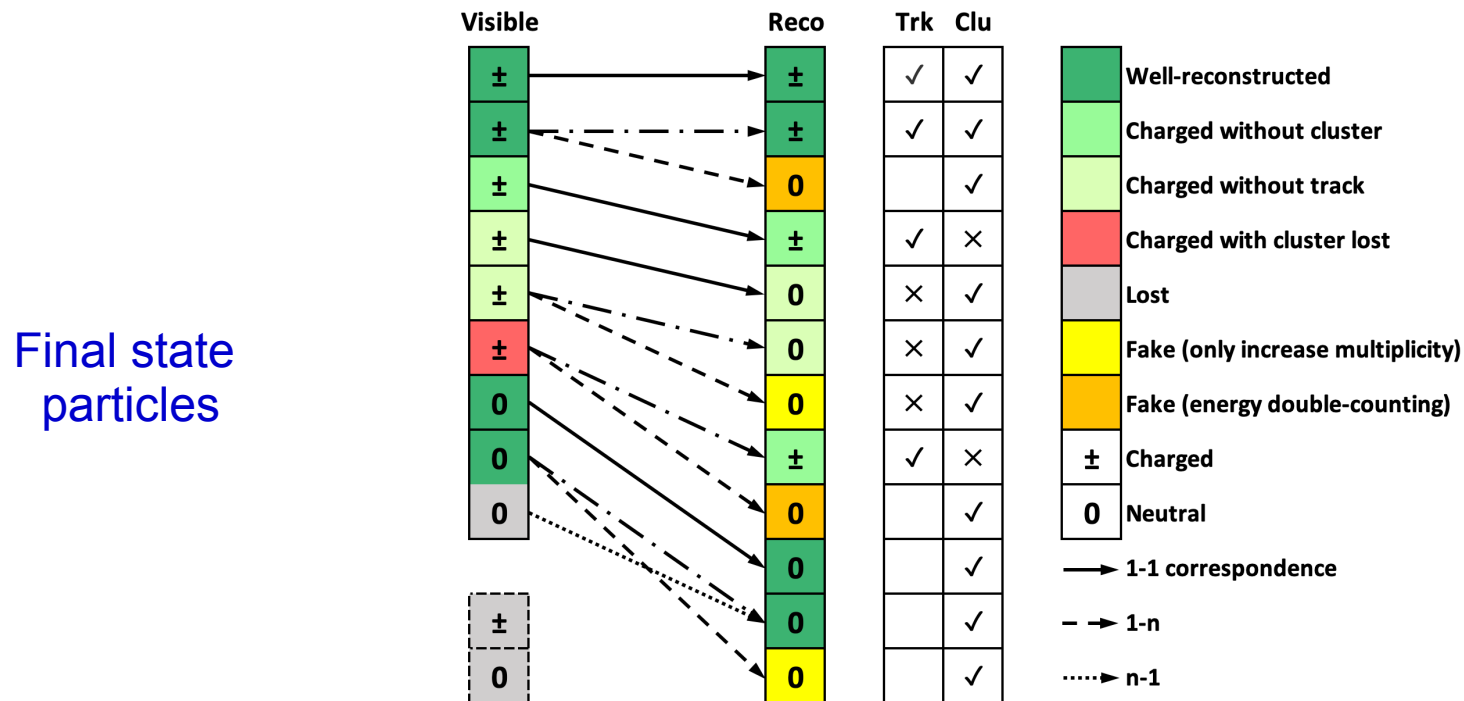 Visible Reco Trk Clu
± ± ✓ ✓ Well-reconstructed
± ± ✓ ✓ Charged without cluster
± 0 ✓ Charged without track
± ± ✓ × Charged with cluster lost
± 0 × ✓ Lost
± 0 × ✓ Fake (only increase multiplicity)
0 0 × ✓ Fake (energy double-counting)
0 ± ✓ × ± Charged
0 0 ✓ 0 Neutral
0 ✓ 1-1 correspondence
± 0 ✓ 1-n
0 0 ✓ n-1
Final state
particles